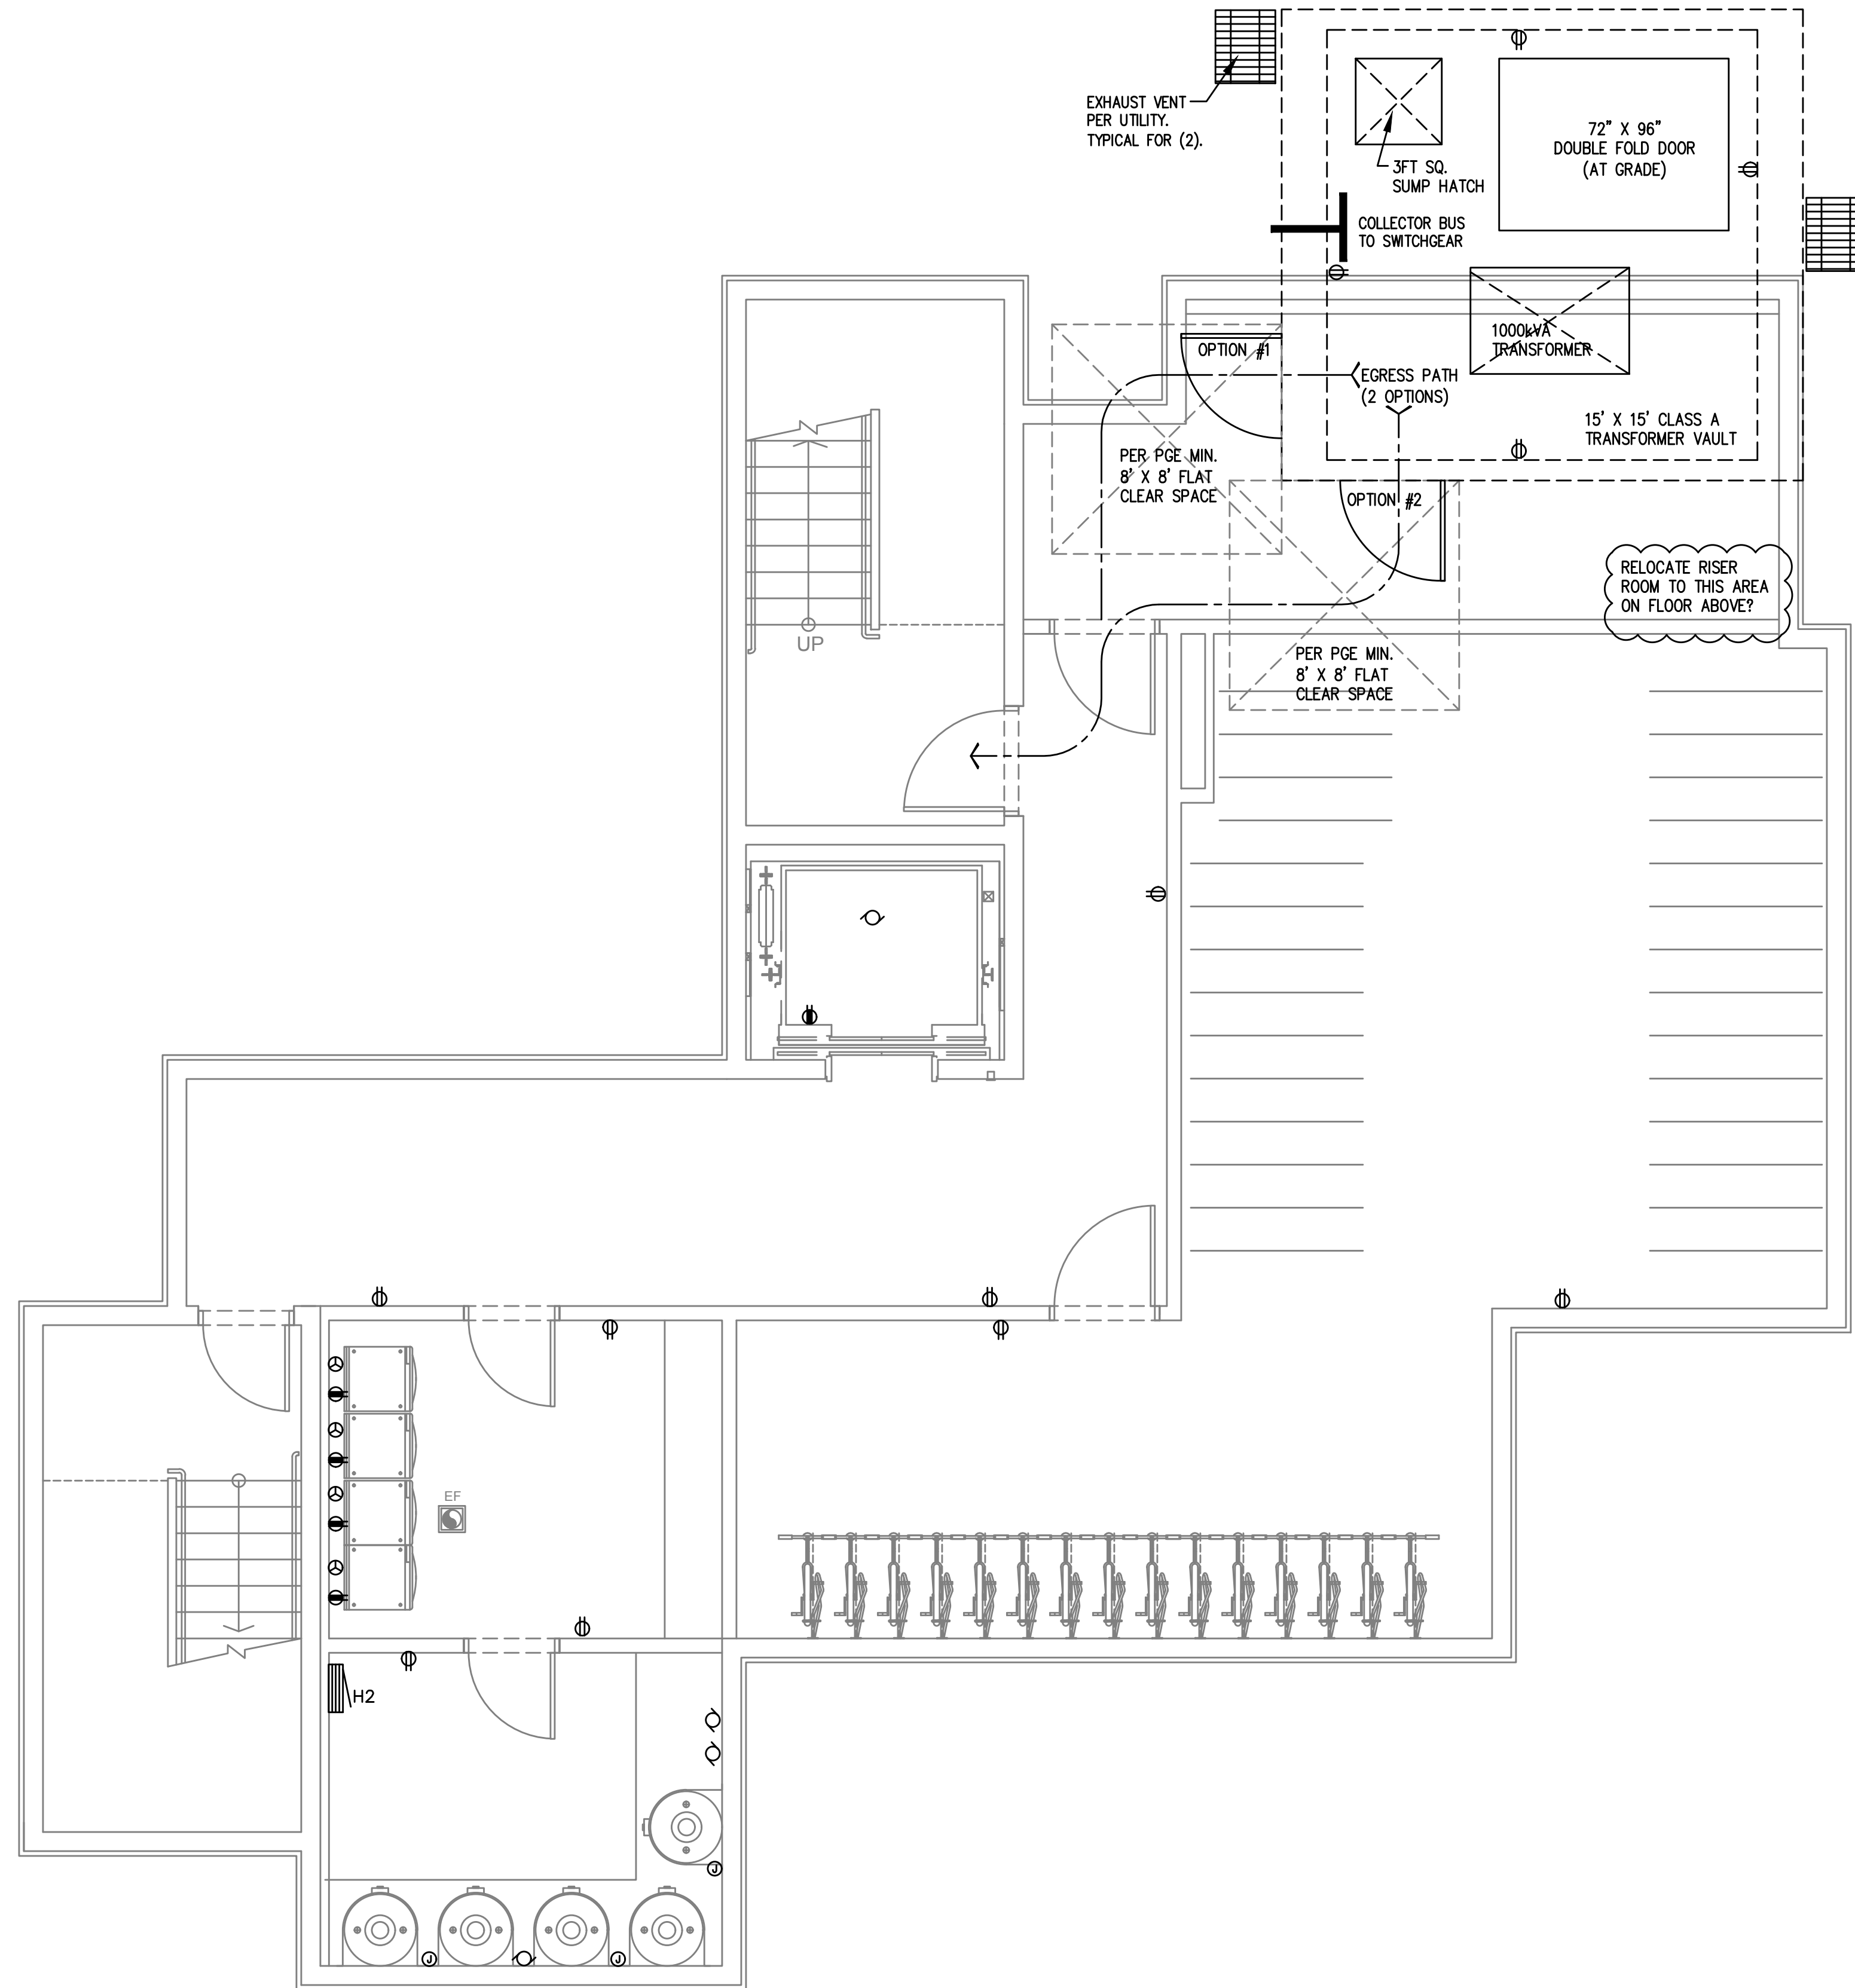 EXHAUST VENT
PER UTILITY.
TYPICAL FOR (2).
3FT SQ.
SUMP HATCH
72" X 96"
DOUBLE FOLD DOOR
(AT GRADE)
COLLECTOR BUS
TO SWITCHGEAR
1000kVA
TRANSFORMER
OPTION #1
EGRESS PATH
(2 OPTIONS)
15' X 15' CLASS A
TRANSFORMER VAULT
PER PGE MIN.
8' X 8' FLAT
CLEAR SPACE
OPTION #2
RELOCATE RISER
ROOM TO THIS AREA
ON FLOOR ABOVE?
UP
PER PGE MIN.
8' X 8' FLAT
CLEAR SPACE
EF
H2
J
J
J